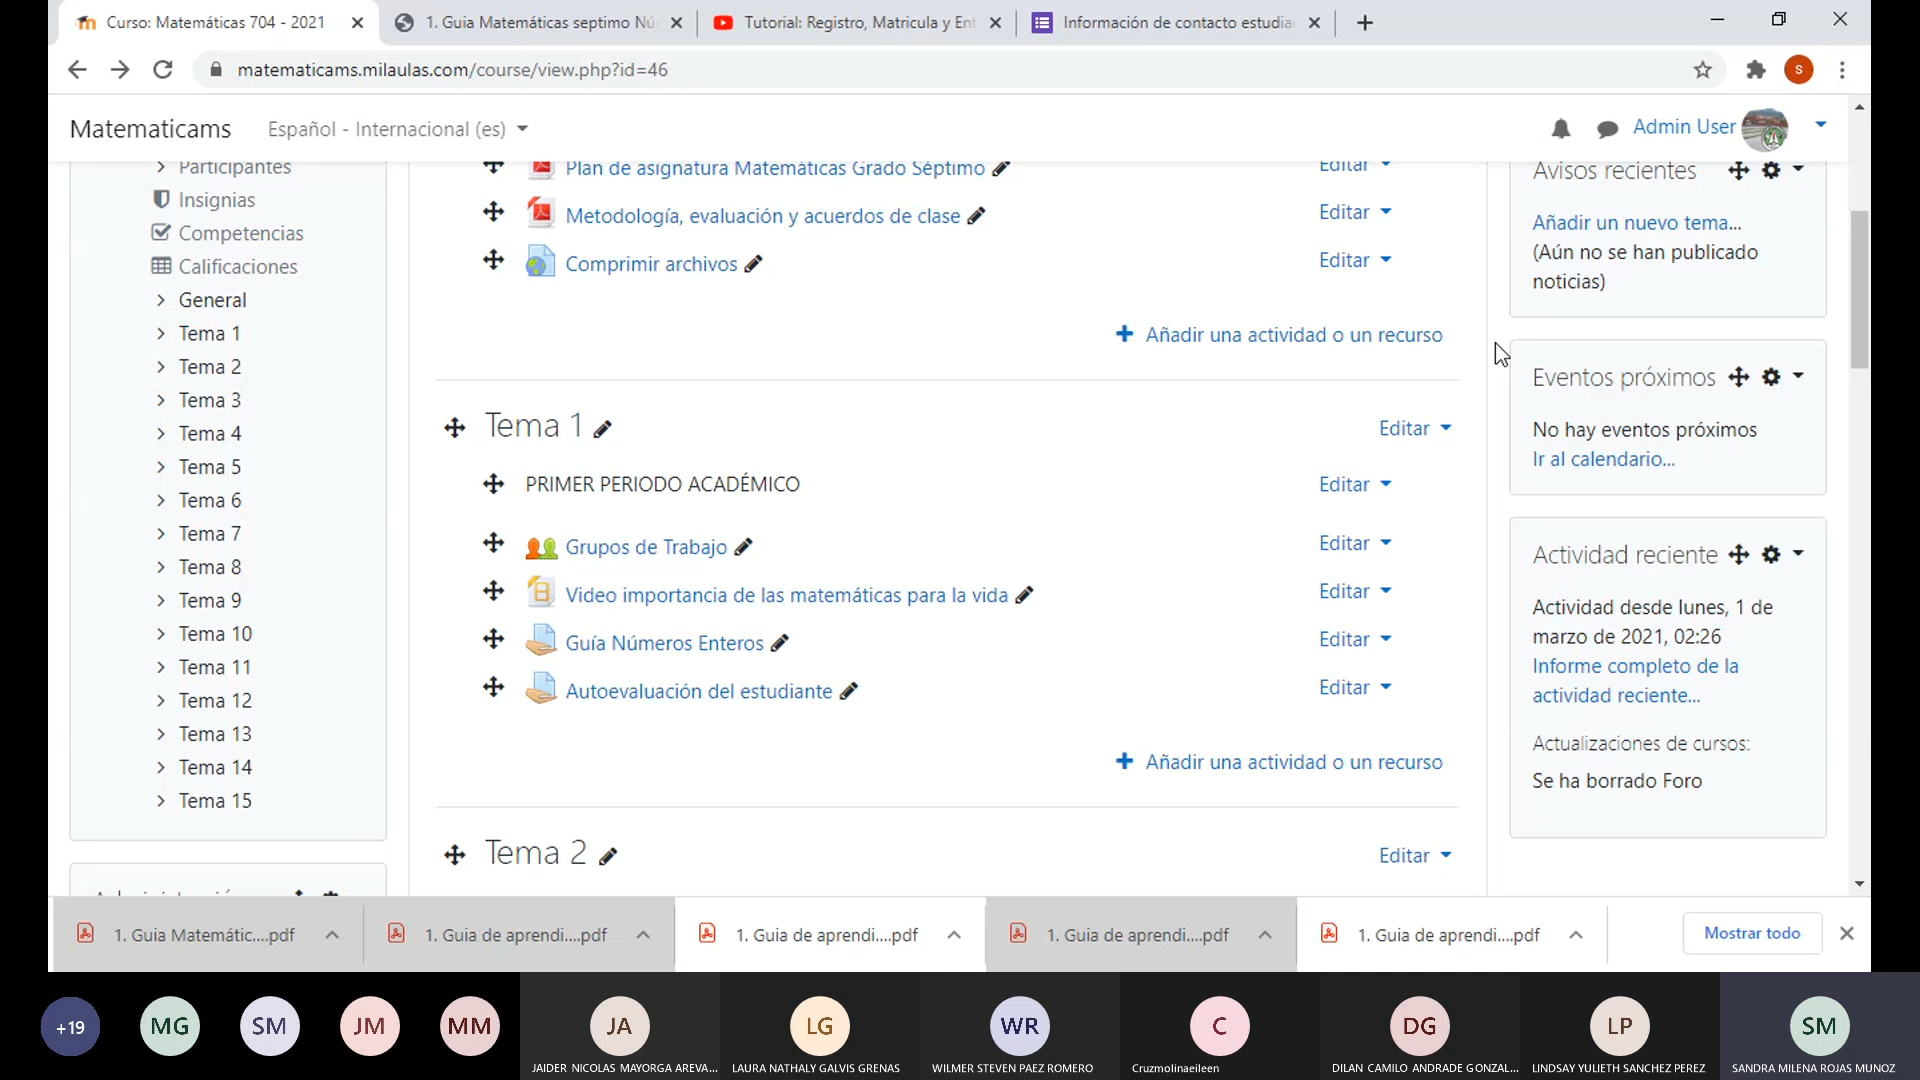 Curso: Matemáticas 704 - 2021
1. Guia Matemáticas septimo Nú
Tutorial: Registro, Matricula y Ent
Información de contacto estudia
matematicams.milaulas.com/course/view.php?id=46
S
Matematicams
Español - Internacional (es)
Admin User
Participantes
Insignias
Competencias
Calificaciones
General
Tema 1
Tema 2
Tema 3
Tema 4
Tema 5
Tema 6
Tema 7
Tema 8
Tema 9
Tema 10
Tema 11
Tema 12
Tema 13
Tema 14
Tema 15
Plan de asignatura Matemáticas Grado Séptimo
Editar
Metodología, evaluación y acuerdos de clase
Editar
Comprimir archivos
Editar
Añadir una actividad o un recurso
Tema 1
Editar
PRIMER PERIODO ACADÉMICO
Editar
Grupos de Trabajo
Editar
Video importancia de las matemáticas para la vida
Editar
Guía Números Enteros
Editar
Autoevaluación del estudiante
Editar
Añadir una actividad o un recurso
Tema 2
Editar
Avisos recientes
Añadir un nuevo tema...
(Aún no se han publicado
noticias)
Eventos próximos
No hay eventos próximos
Ir al calendario...
Actividad reciente
Actividad desde lunes, 1 de
marzo de 2021, 02:26
Informe completo de la
actividad reciente...
Actualizaciones de cursos:
Se ha borrado Foro
1. Guia Matemátic....pdf
1. Guia de aprendi....pdf
1. Guia de aprendi....pdf
1. Guia de aprendi....pdf
1. Guia de aprendi....pdf
Mostrar todo
+19
MG
SM
JM
MM
JA
LG
WR
C
DG
LP
SM
JAIDER NICOLAS MAYORGA AREVA...
LAURA NATHALY GALVIS GRENAS
WILMER STEVEN PAEZ ROMERO
Cruzmolinaeileen
DILAN CAMILO ANDRADE GONZAL...
LINDSAY YULIETH SANCHEZ PEREZ
SANDRA MILENA ROJAS MUNOZ